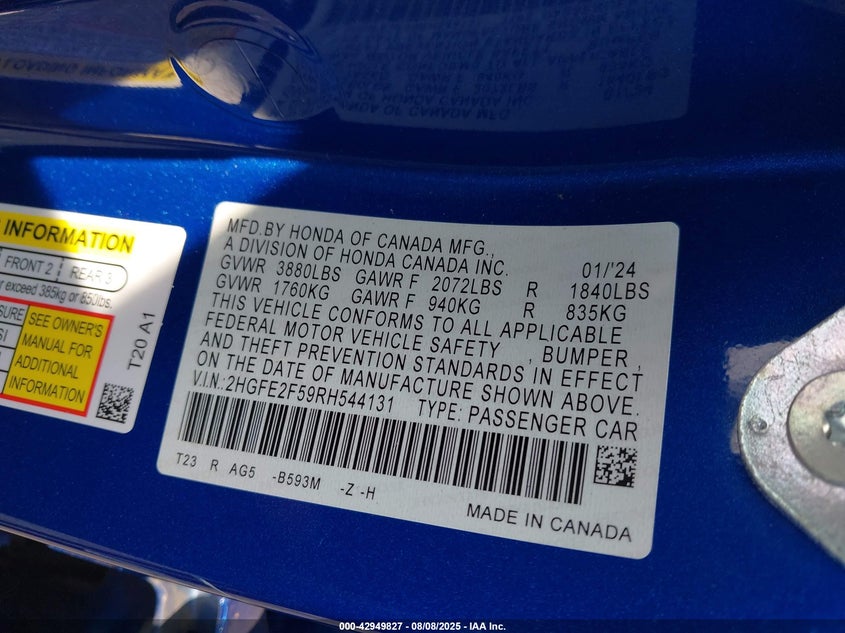 INFORMATION
FRONT 2 REAR 3
exceed 385kg or 850lbs.
SEE OWNER'S
MANUAL FOR
ADDITIONAL
INFORMATION
T20 A1
MFD.BY HONDA OF CANADA MFG.,
A DIVISION OF HONDA CANADA INC. 01/'24
GVWR 3880LBS GAWR F 2072LBS R 1840LBS
GVWR 1760KG GAWR F 940KG R 835KG
THIS VEHICLE CONFORMS TO ALL APPLICABLE
FEDERAL MOTOR VEHICLE SAFETY , BUMPER ,
AND THEFT PREVENTION STANDARDS IN EFFECT
ON THE DATE OF MANUFACTURE SHOWN ABOVE.
V.I.N.:2HGFE2F59RH544131 TYPE: PASSENGER CAR
T23 R AG5 -B593M -Z -H
MADE IN CANADA
000-42949827 - 08/08/2025 - IAA Inc.